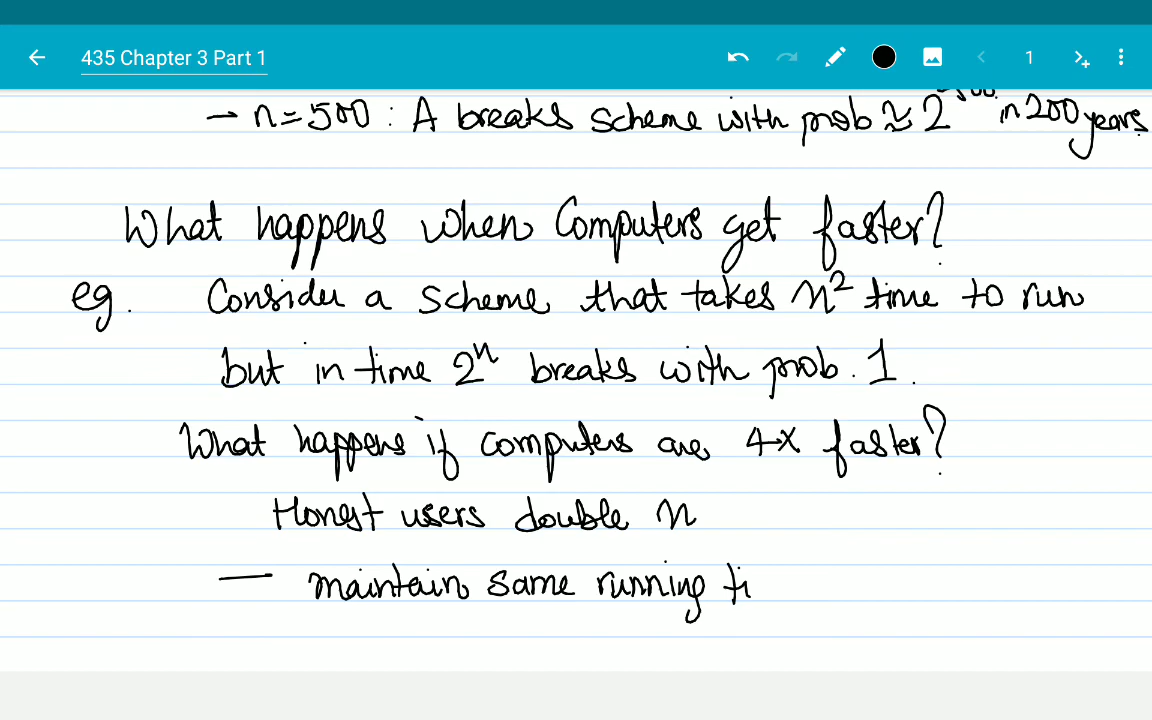 435 Chapter 3 Part 1
1
→ n=500 : A breaks scheme with prob ≈ 2 in 200 years.
What happens when Computers get faster?
eg. Consider a scheme that takes n² time to run
but in time 2ⁿ breaks with prob. 1.
What happens if computers are 4x faster?
Honest users double n
— maintain same running ti